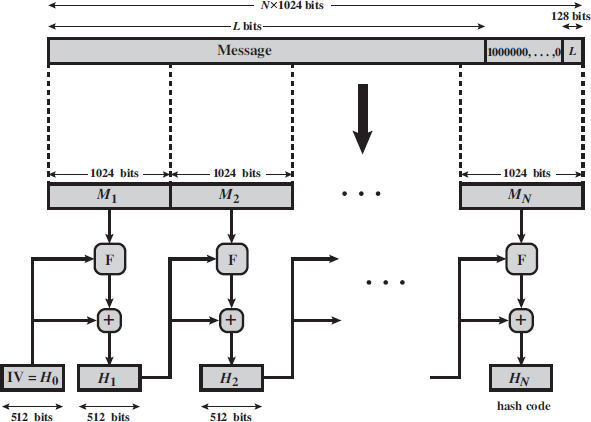 N×1024 bits
L bits
128 bits
Message
1000000, . . . ,0
L
1024 bits
1024 bits
1024 bits
M1
M2
• • •
MN
F
F
F
• • •
+
+
+
IV = H0
H1
H2
HN
512 bits
512 bits
512 bits
hash code